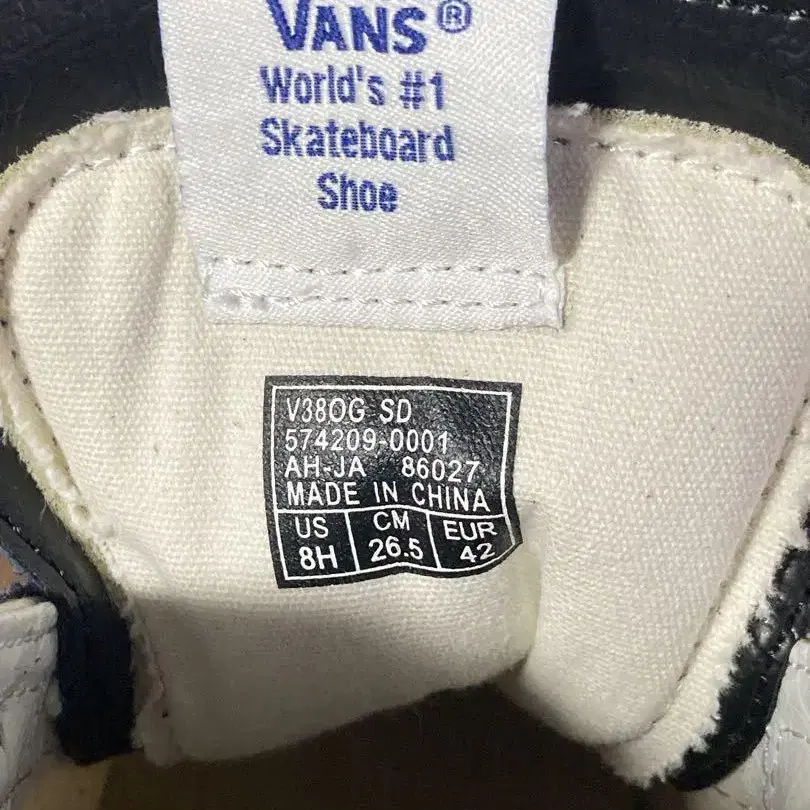 VANS®
World's #1
Skateboard
Shoe
V38OG SD
574209-0001
AH-JA 86027
MADE IN CHINA
US CM EUR
8H 26.5 42